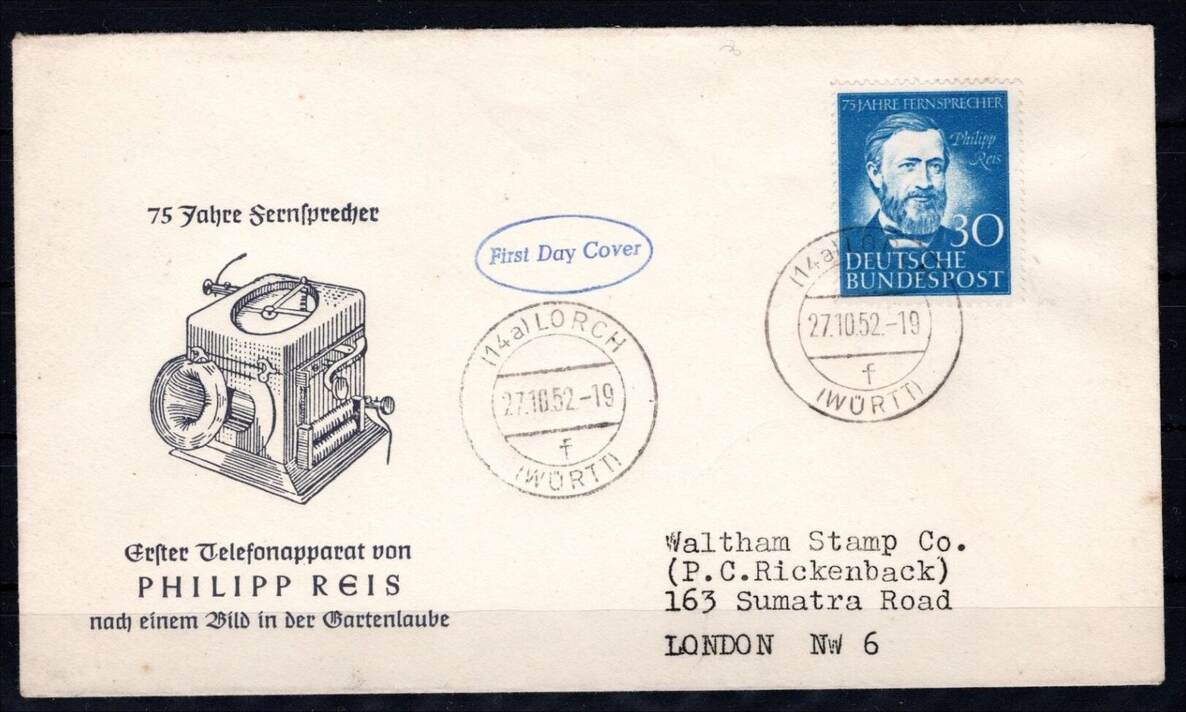 75 JAHRE FERNSPRECHER
Philipp
Reis
30
DEUTSCHE
BUNDESPOST
75 Jahre Fernsprecher
First Day Cover
(14a) LORCH
27.10.52.-19
f
(WÜRTT)
(14a) LORCH
27.10.52.-19
f
(WÜRTT)
Erster Telefonapparat von
PHILIPP REIS
nach einem Bild in der Gartenlaube
Waltham Stamp Co.
(P.C.Rickenback)
163 Sumatra Road
LONDON NW 6